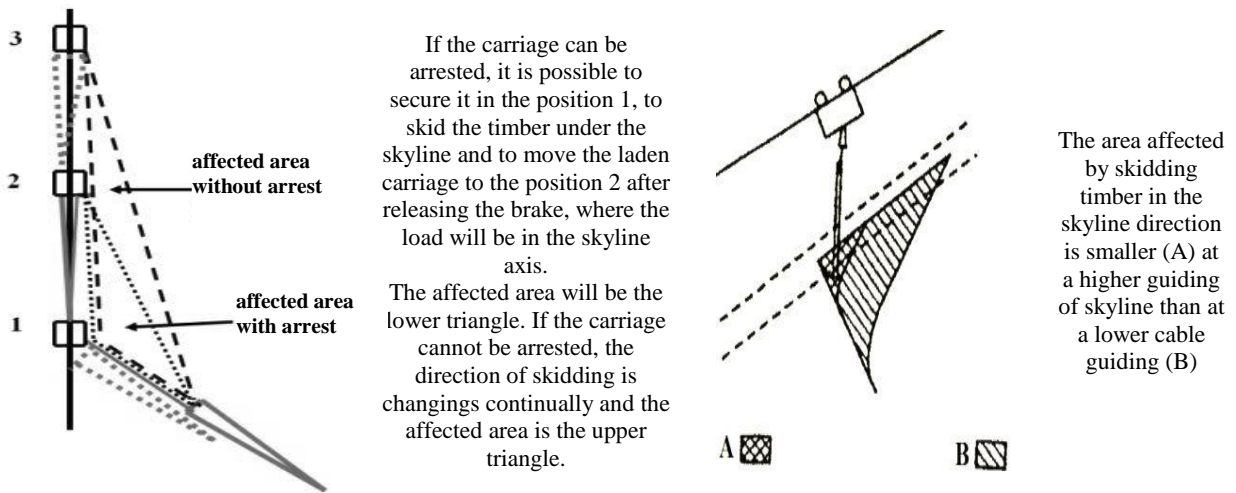 3
2
1
affected area
without arrest
affected area
with arrest
If the carriage can be
arrested, it is possible to
secure it in the position 1, to
skid the timber under the
skyline and to move the laden
carriage to the position 2 after
releasing the brake, where the
load will be in the skyline
axis.
The affected area will be the
lower triangle. If the carriage
cannot be arrested, the
direction of skidding is
changings continually and the
affected area is the upper
triangle.
A
B
The area affected
by skidding
timber in the
skyline direction
is smaller (A) at
a higher guiding
of skyline than at
a lower cable
guiding (B)